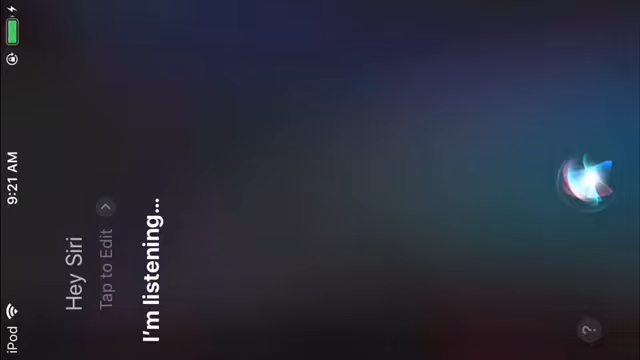 iPod 9:21 AM
Hey Siri
Tap to Edit
I'm listening...
?